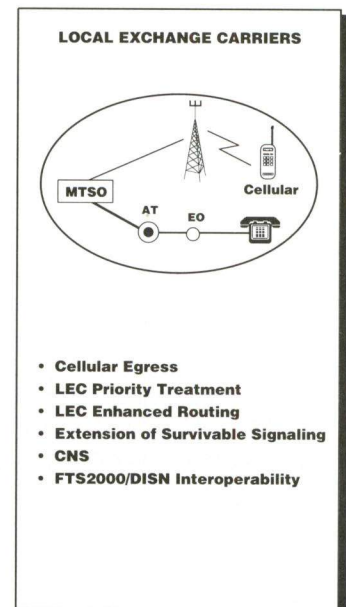 LOCAL EXCHANGE CARRIERS
Cellular
MTSO
AT
EO
• Cellular Egress
• LEC Priority Treatment
• LEC Enhanced Routing
• Extension of Survivable Signaling
• CNS
• FTS2000/DISN Interoperability